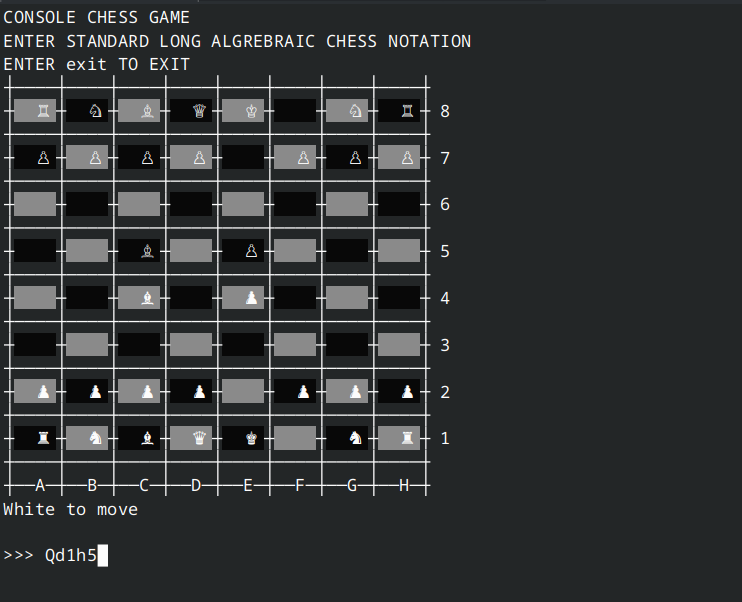 CONSOLE CHESS GAME
ENTER STANDARD LONG ALGREBRAIC CHESS NOTATION
ENTER exit TO EXIT
8
7
6
5
4
3
2
1
A B C D E F G H
White to move
>>> Qd1h5